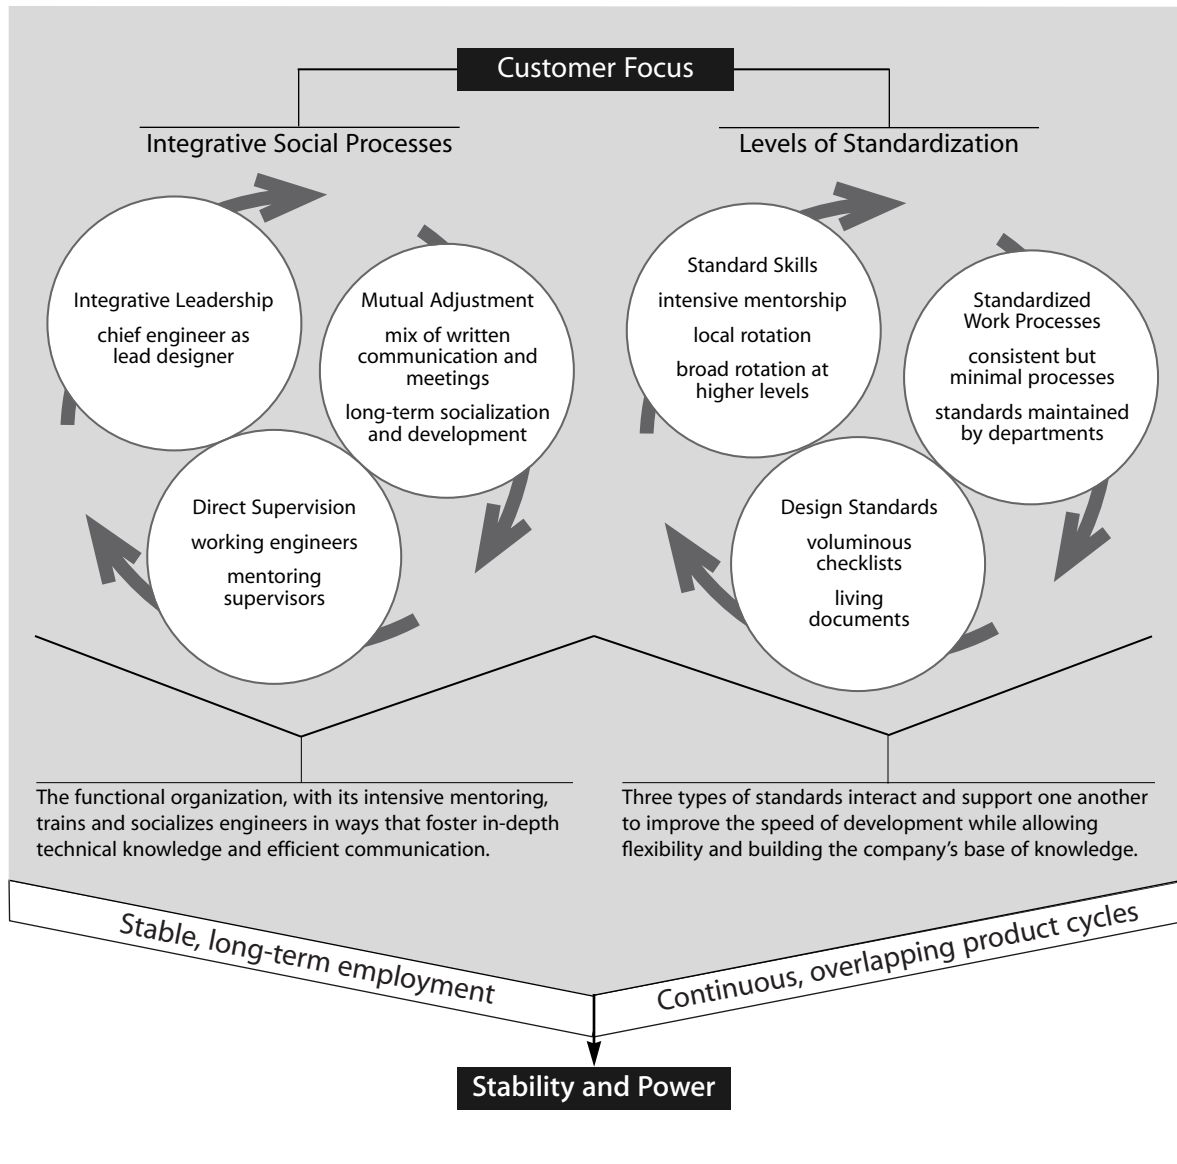 Customer Focus
Integrative Social Processes
Integrative Leadership
chief engineer as
lead designer
Mutual Adjustment
mix of written
communication and
meetings
long-term socialization
and development
Direct Supervision
working engineers
mentoring
supervisors
Levels of Standardization
Standard Skills
intensive mentorship
local rotation
broad rotation at
higher levels
Standardized
Work Processes
consistent but
minimal processes
standards maintained
by departments
Design Standards
voluminous
checklists
living
documents
The functional organization, with its intensive mentoring,
trains and socializes engineers in ways that foster in-depth
technical knowledge and efficient communication.
Three types of standards interact and support one another
to improve the speed of development while allowing
flexibility and building the company’s base of knowledge.
Stable, long-term employment
Continuous, overlapping product cycles
Stability and Power